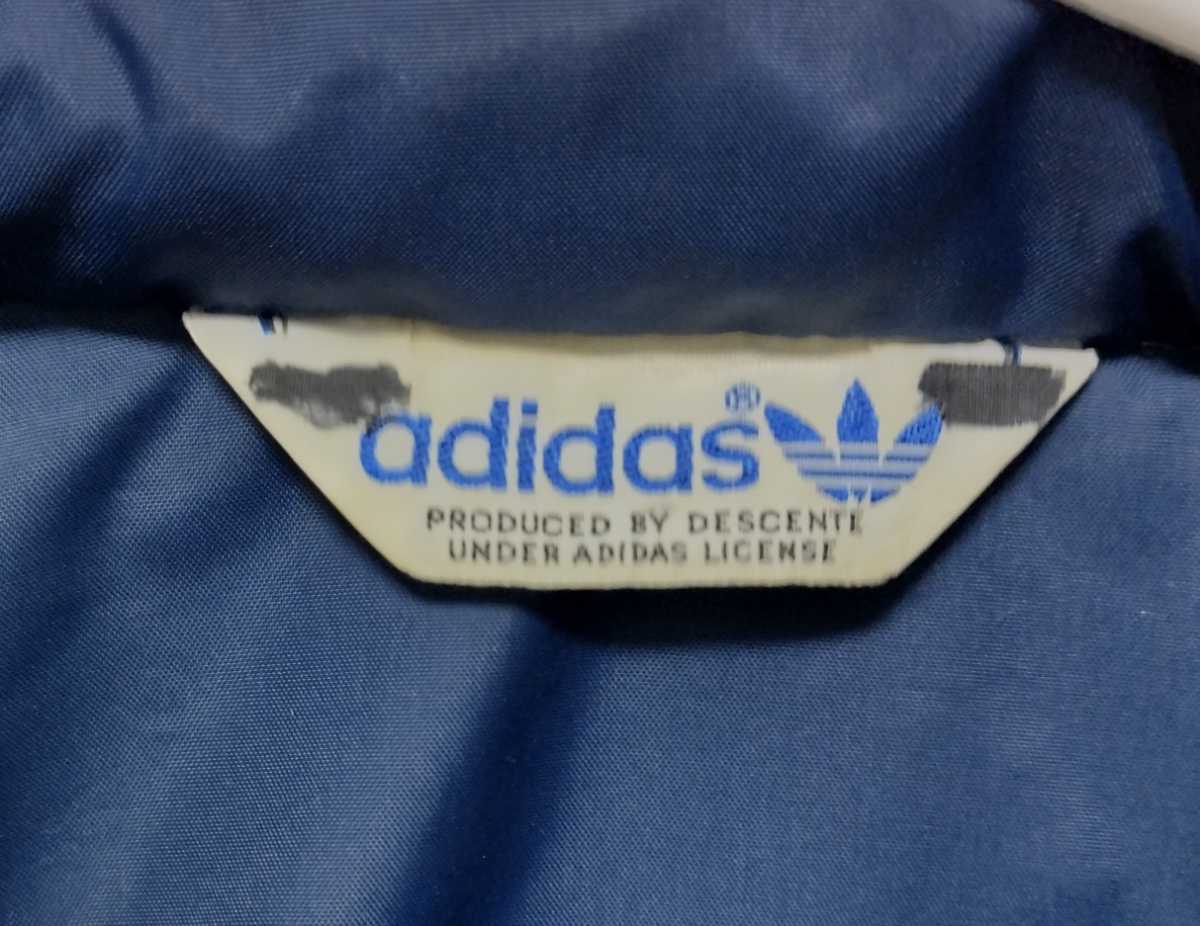 adidas®
PRODUCED BY DESCENTE
UNDER ADIDAS LICENSE